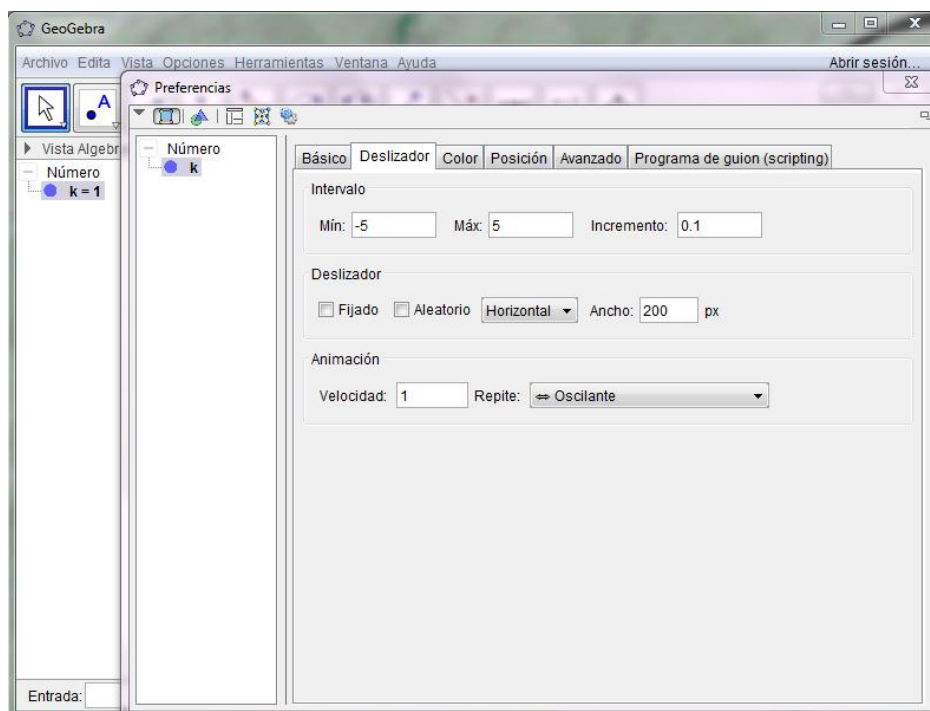 GeoGebra
Archivo Edita Vista Opciones Herramientas Ventana Ayuda
Abrir sesión...
Preferencias
A
Vista Algebr
Número
k = 1
Número
k
Básico Deslizador Color Posición Avanzado Programa de guion (scripting)
Intervalo
Mín: -5 Máx: 5 Incremento: 0.1
Deslizador
Fijado Aleatorio Horizontal Ancho: 200 px
Animación
Velocidad: 1 Repite: ⇔ Oscilante
Entrada: